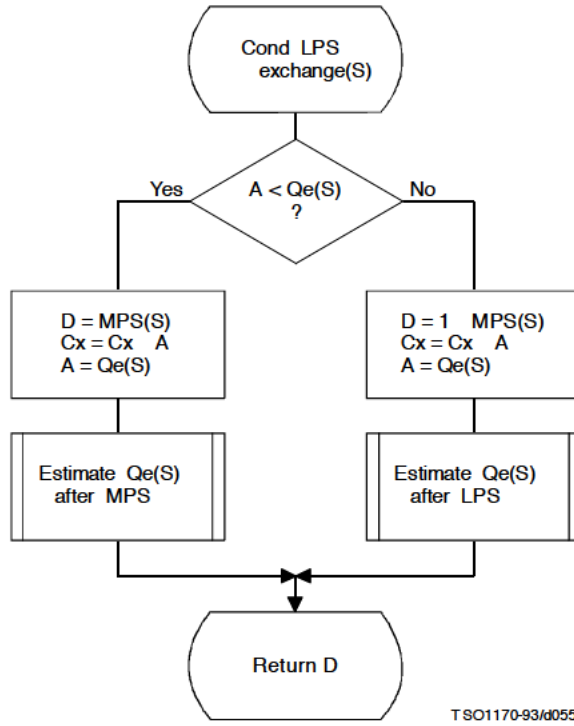 Cond LPS
exchange(S)
Yes
A < Qe(S)
?
No
D = MPS(S)
Cx = Cx A
A = Qe(S)
D = 1 MPS(S)
Cx = Cx A
A = Qe(S)
Estimate Qe(S)
after MPS
Estimate Qe(S)
after LPS
Return D
TSO1170-93/d055